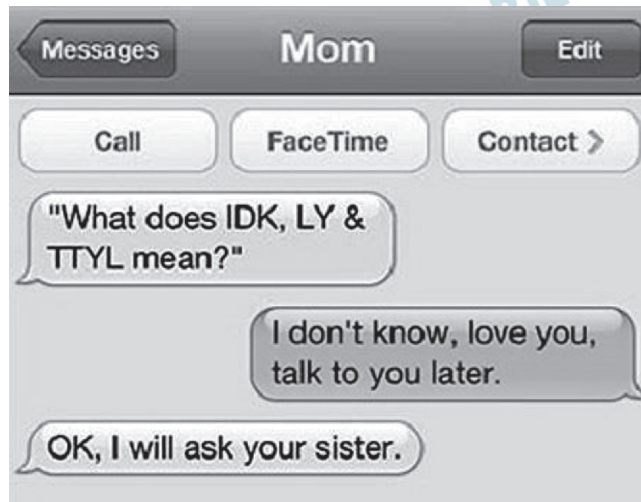 Messages Mom Edit
Call FaceTime Contact >
"What does IDK, LY &
TTYL mean?"
I don't know, love you,
talk to you later.
OK, I will ask your sister.